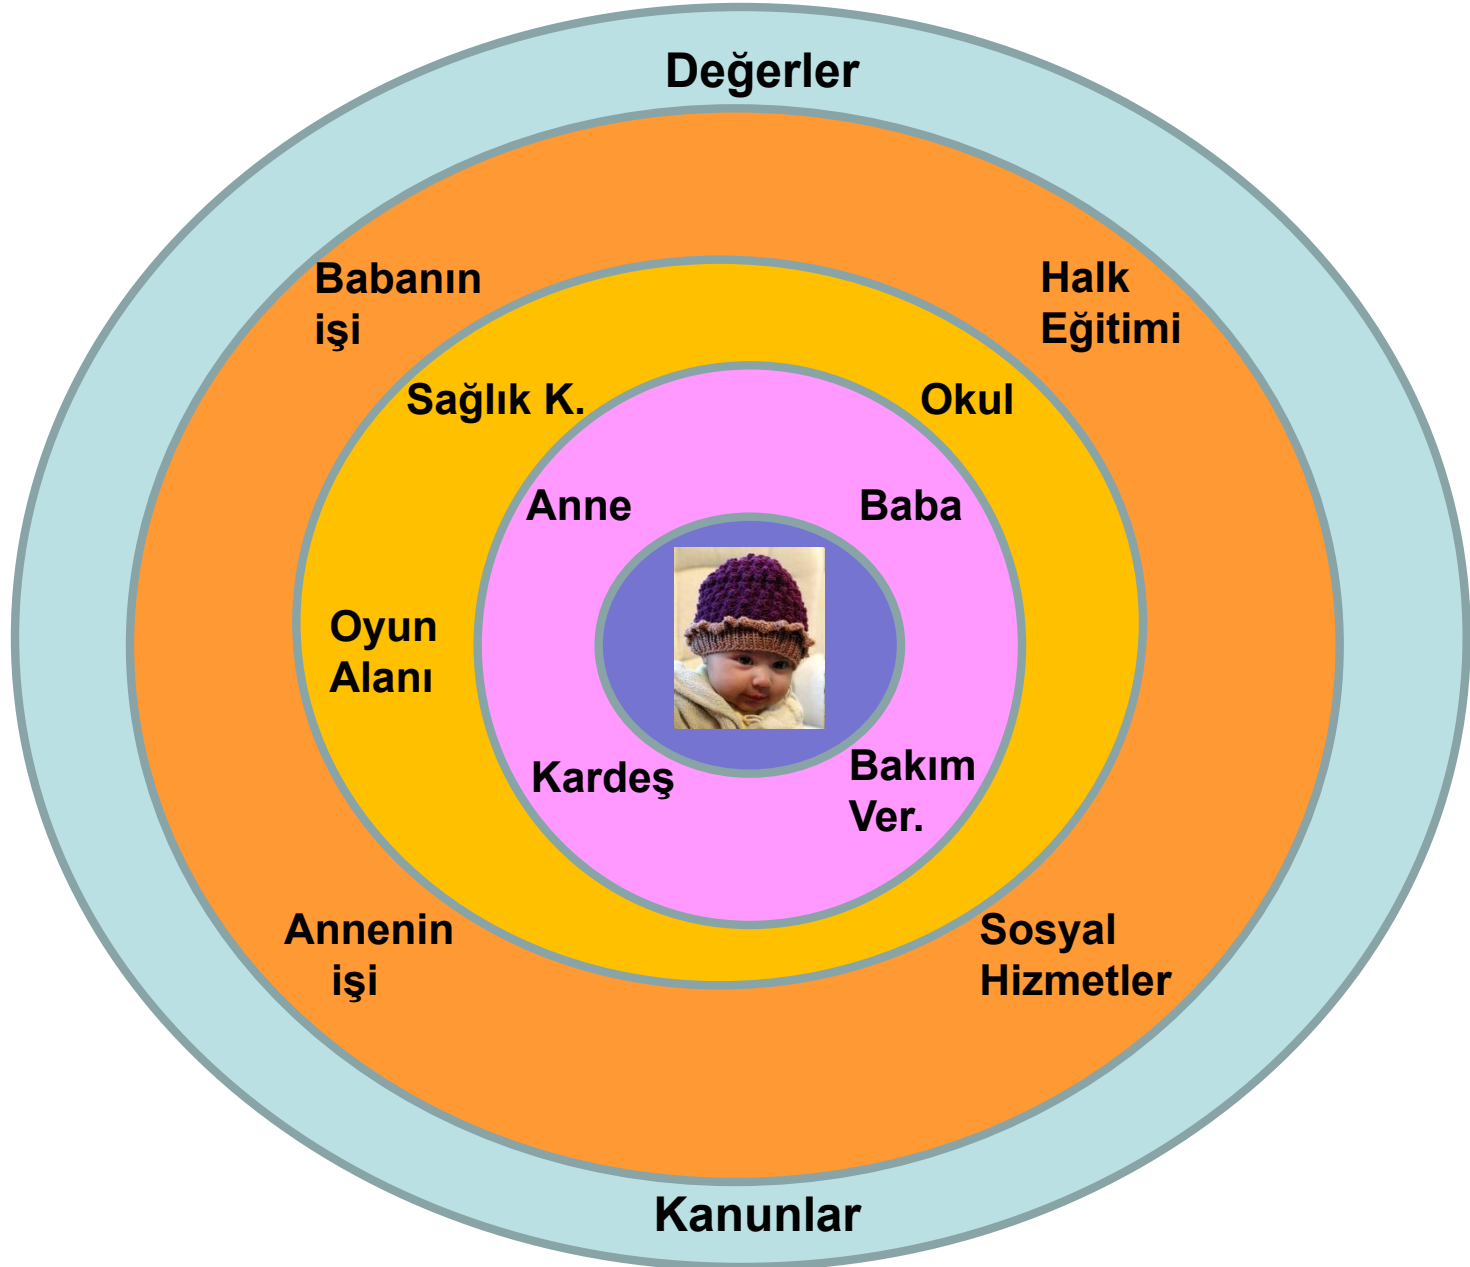 Değerler
Babanın
işi
Halk
Eğitimi
Sağlık K.
Okul
Anne
Baba
Oyun
Alanı
Kardeş
Bakım
Ver.
Annenin
işi
Sosyal
Hizmetler
Kanunlar